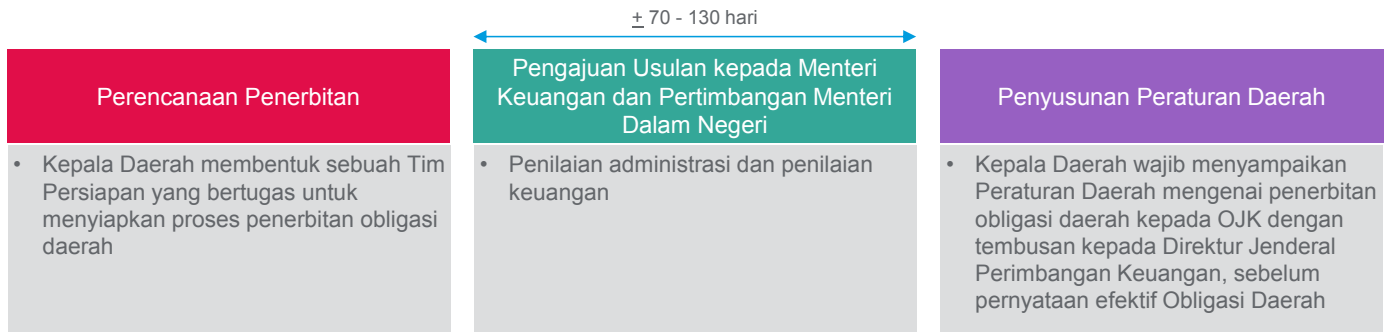 ± 70 - 130 hari
Perencanaan Penerbitan
• Kepala Daerah membentuk sebuah Tim
Persiapan yang bertugas untuk
menyiapkan proses penerbitan obligasi
daerah
Pengajuan Usulan kepada Menteri
Keuangan dan Pertimbangan Menteri
Dalam Negeri
• Penilaian administrasi dan penilaian
keuangan
Penyusunan Peraturan Daerah
• Kepala Daerah wajib menyampaikan
Peraturan Daerah mengenai penerbitan
obligasi daerah kepada OJK dengan
tembusan kepada Direktur Jenderal
Perimbangan Keuangan, sebelum
pernyataan efektif Obligasi Daerah